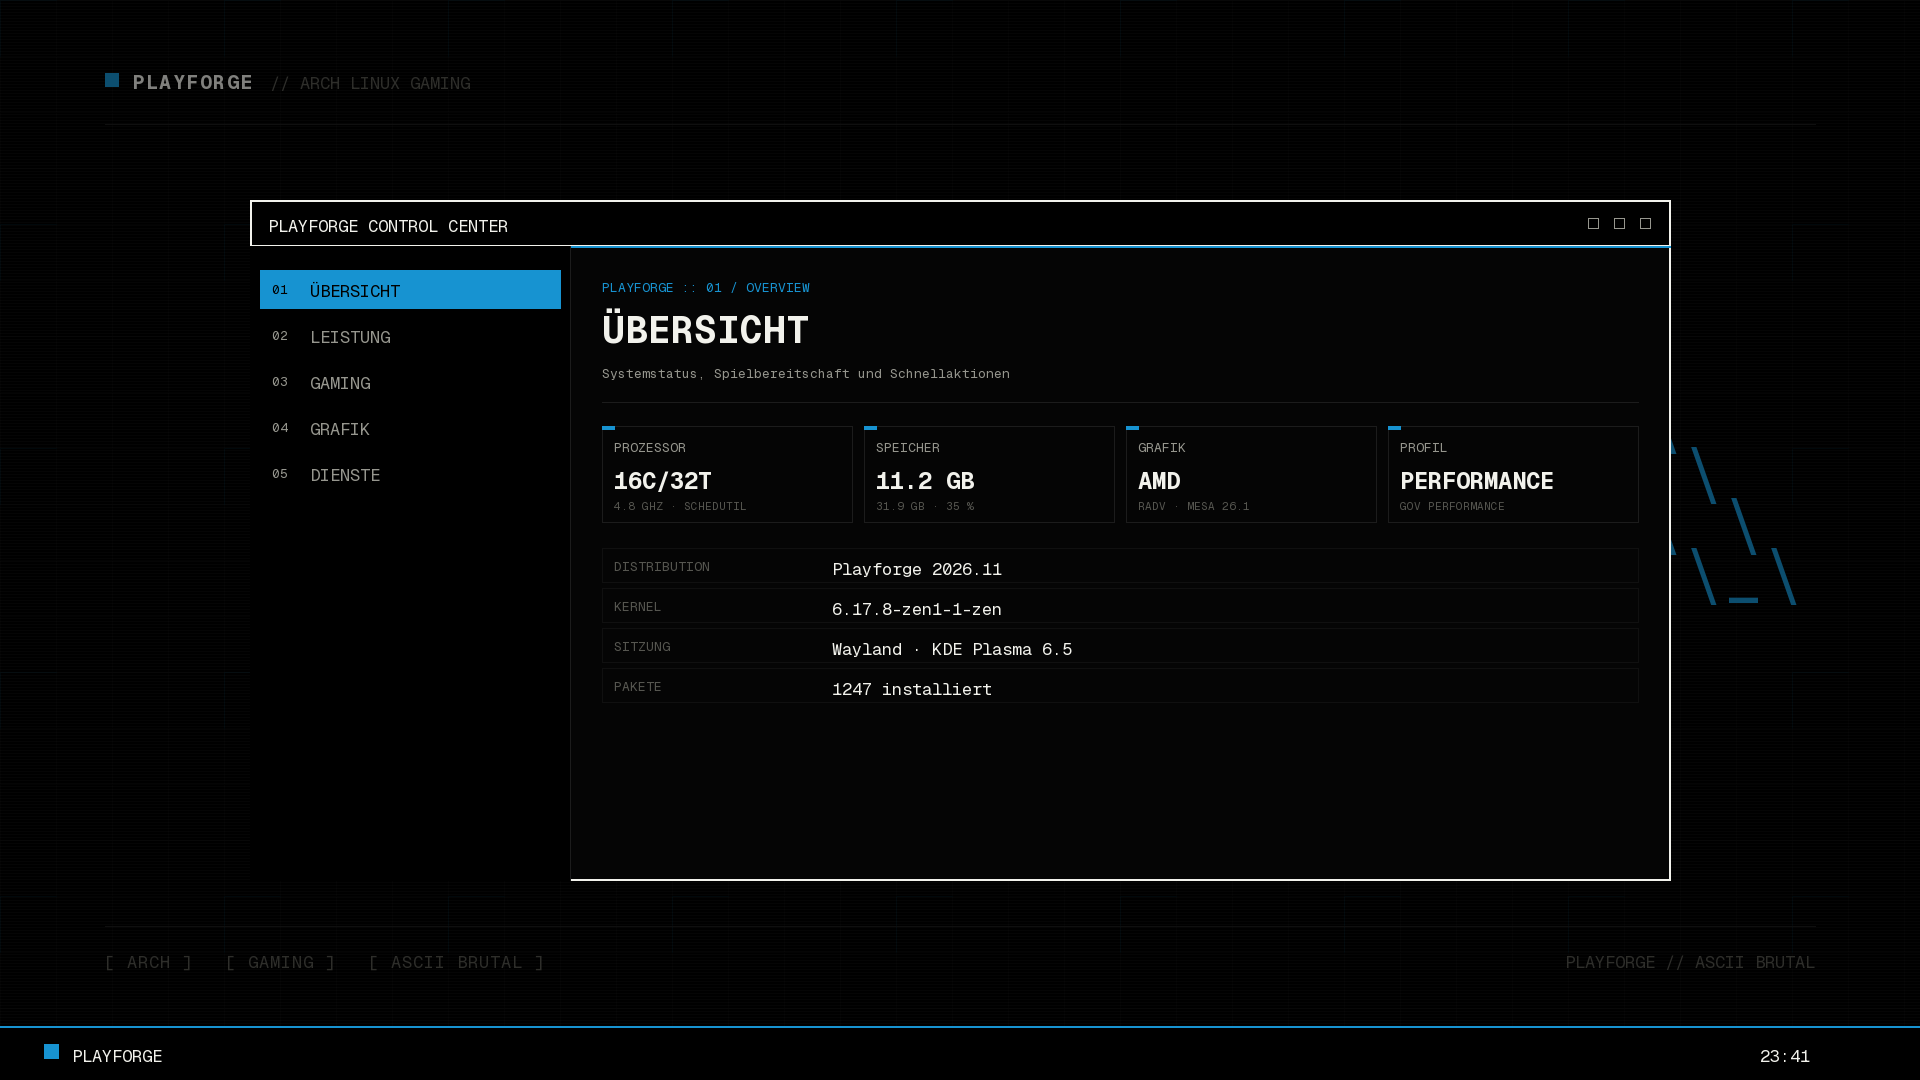 PLAYFORGE // ARCH LINUX GAMING
PLAYFORGE CONTROL CENTER
01 ÜBERSICHT
02 LEISTUNG
03 GAMING
04 GRAFIK
05 DIENSTE
PLAYFORGE :: 01 / OVERVIEW
ÜBERSICHT
Systemstatus, Spielbereitschaft und Schnellaktionen
PROZESSOR
16C/32T
4.8 GHZ · SCHEDUTIL
SPEICHER
11.2 GB
31.9 GB · 35 %
GRAFIK
AMD
RADV · MESA 26.1
PROFIL
PERFORMANCE
GOV PERFORMANCE
DISTRIBUTION Playforge 2026.11
KERNEL 6.17.8-zen1-1-zen
SITZUNG Wayland · KDE Plasma 6.5
PAKETE 1247 installiert
[ ARCH ] [ GAMING ] [ ASCII BRUTAL ]
PLAYFORGE // ASCII BRUTAL
PLAYFORGE
23:41